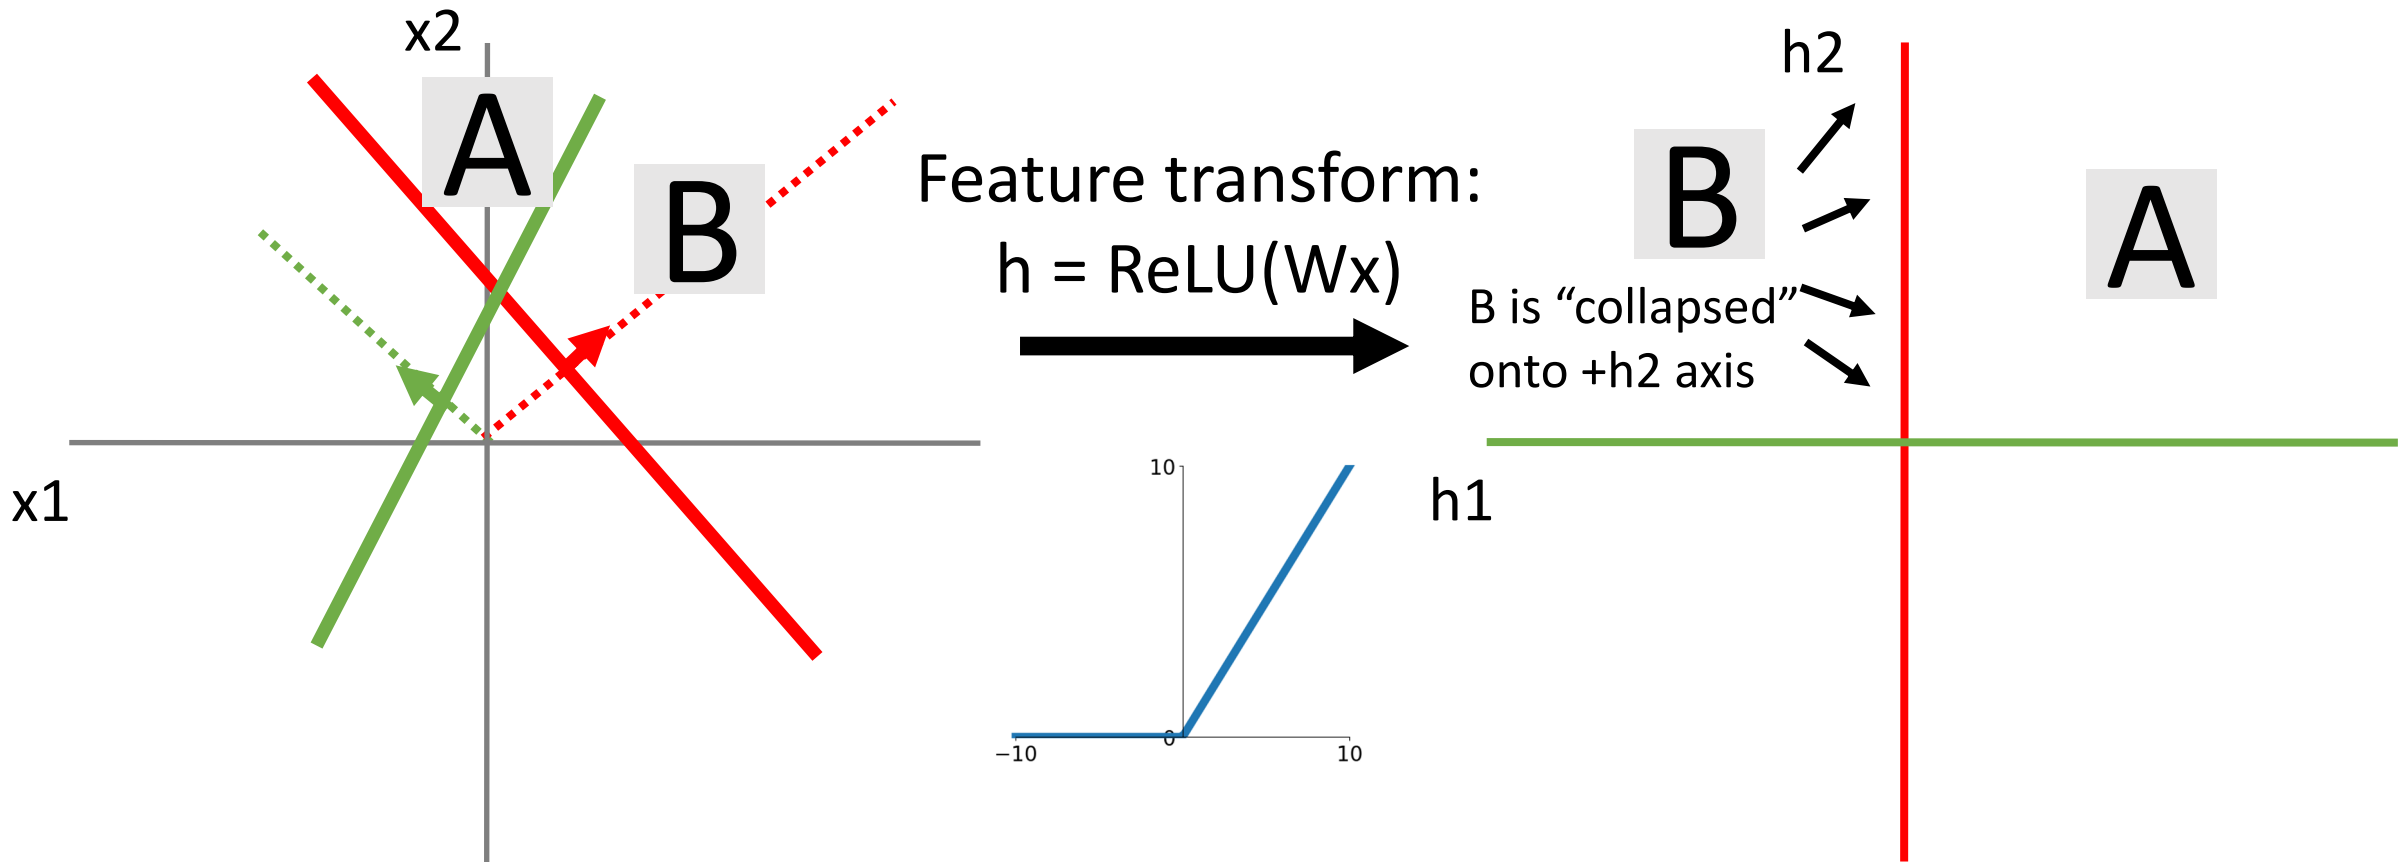 x2
A
B
x1
Feature transform:
h = ReLU(Wx)
10
0
−10
10
h2
B
A
B is “collapsed”
onto +h2 axis
h1